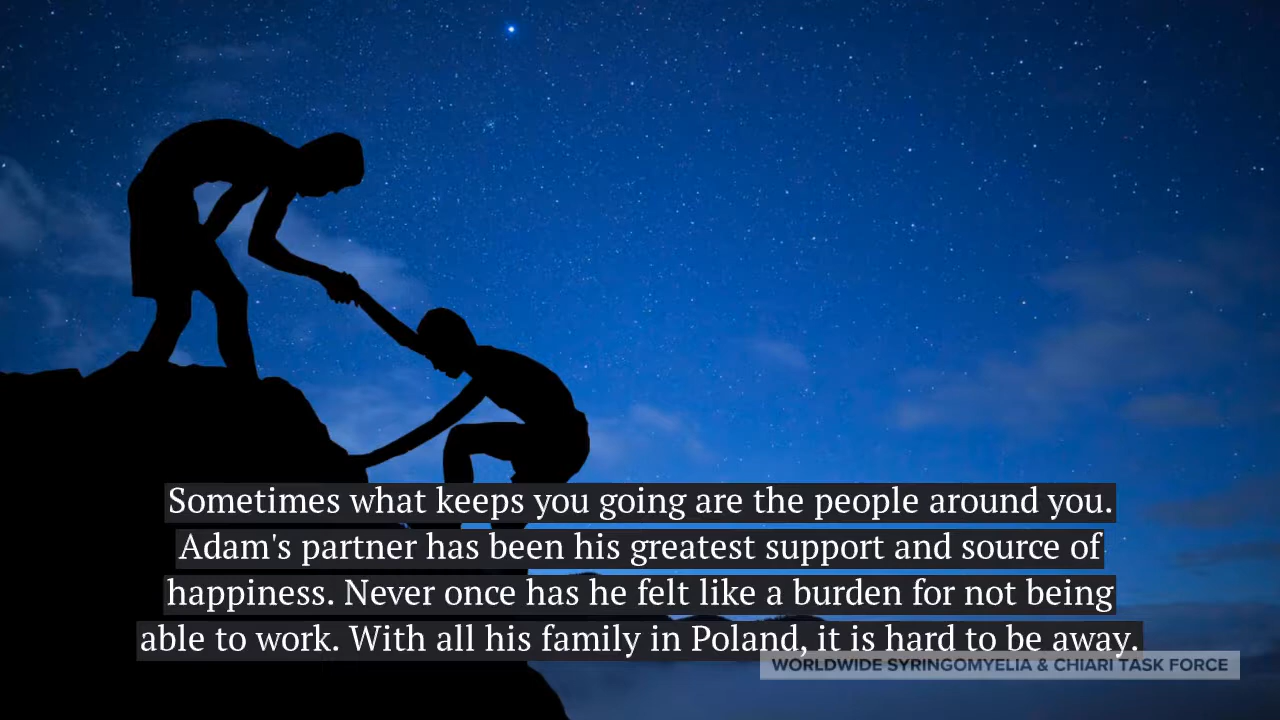 Sometimes what keeps you going are the people around you.
Adam's partner has been his greatest support and source of
happiness. Never once has he felt like a burden for not being
able to work. With all his family in Poland, it is hard to be away.
WORLDWIDE SYRINGOMYELIA & CHIARI TASK FORCE